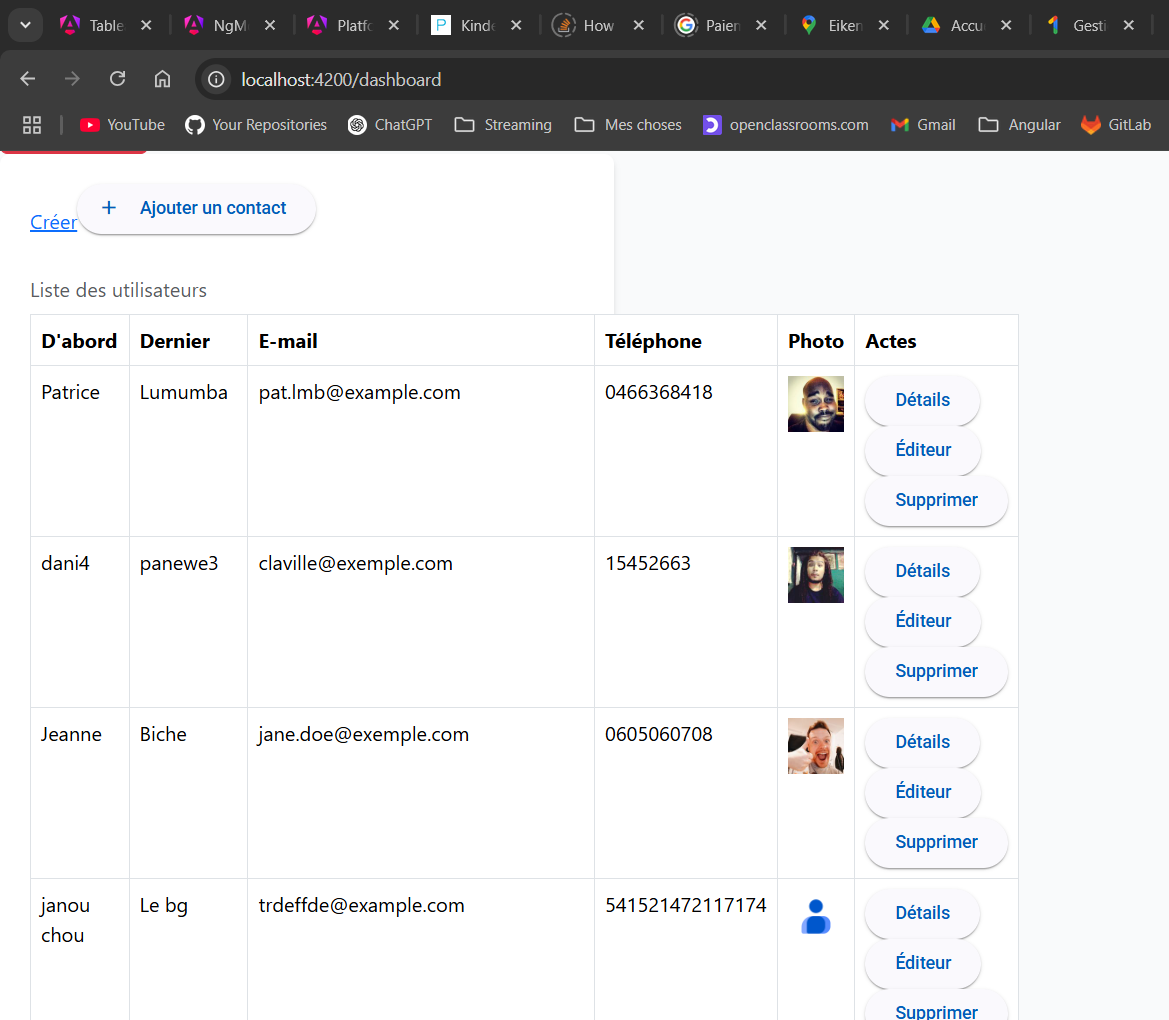 Table
NgM
Platfo
Kinde
How
Paien
Eiken
Accu
Gesti
localhost:4200/dashboard
YouTube
Your Repositories
ChatGPT
Streaming
Mes choses
openclassrooms.com
Gmail
Angular
GitLab
Créer
+ Ajouter un contact
Liste des utilisateurs
D'abord Dernier E-mail Téléphone Photo Actes
Patrice Lumumba pat.lmb@example.com 0466368418 Détails
Éditeur
Supprimer
dani4 panewe3 claville@exemple.com 15452663 Détails
Éditeur
Supprimer
Jeanne Biche jane.doe@exemple.com 0605060708 Détails
Éditeur
Supprimer
janou Le bg trdeffde@example.com 541521472117174 Détails
chou
Éditeur
Supprimer